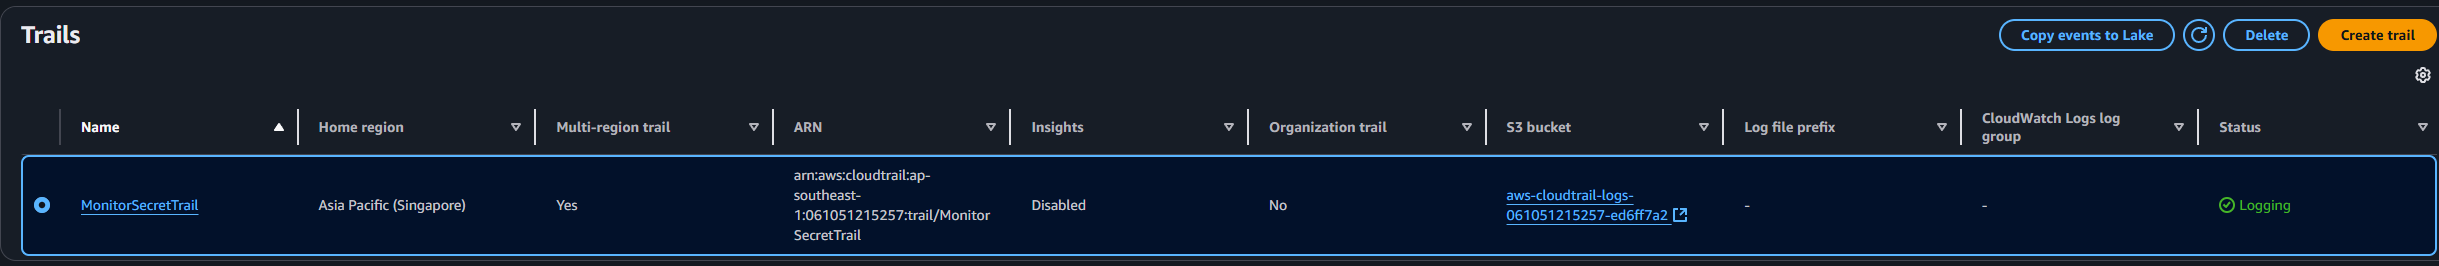 Trails
Copy events to Lake
Delete
Create trail
Name
Home region
Multi-region trail
ARN
Insights
Organization trail
S3 bucket
Log file prefix
CloudWatch Logs log
group
Status
MonitorSecretTrail
Asia Pacific (Singapore)
Yes
arn:aws:cloudtrail:ap-
southeast-
1:061051215257:trail/Monitor
SecretTrail
Disabled
No
aws-cloudtrail-logs-
061051215257-ed6ff7a2
-
-
Logging